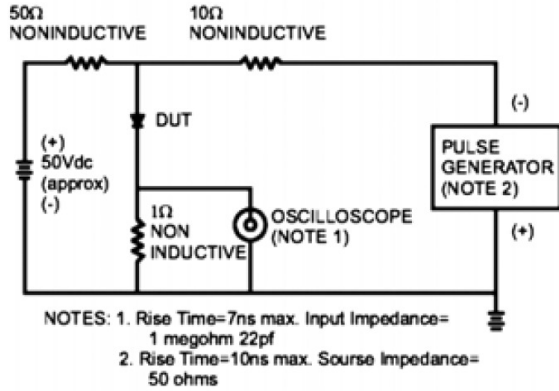 50Ω
NONINDUCTIVE
10Ω
NONINDUCTIVE
DUT
(+)
50Vdc
(approx)
(-)
1Ω
NON
INDUCTIVE
OSCILLOSCOPE
(NOTE 1)
(-)
PULSE
GENERATOR
(NOTE 2)
(+)
NOTES: 1. Rise Time=7ns max. Input Impedance=
1 megohm 22pf
2. Rise Time=10ns max. Sourse Impedance=
50 ohms